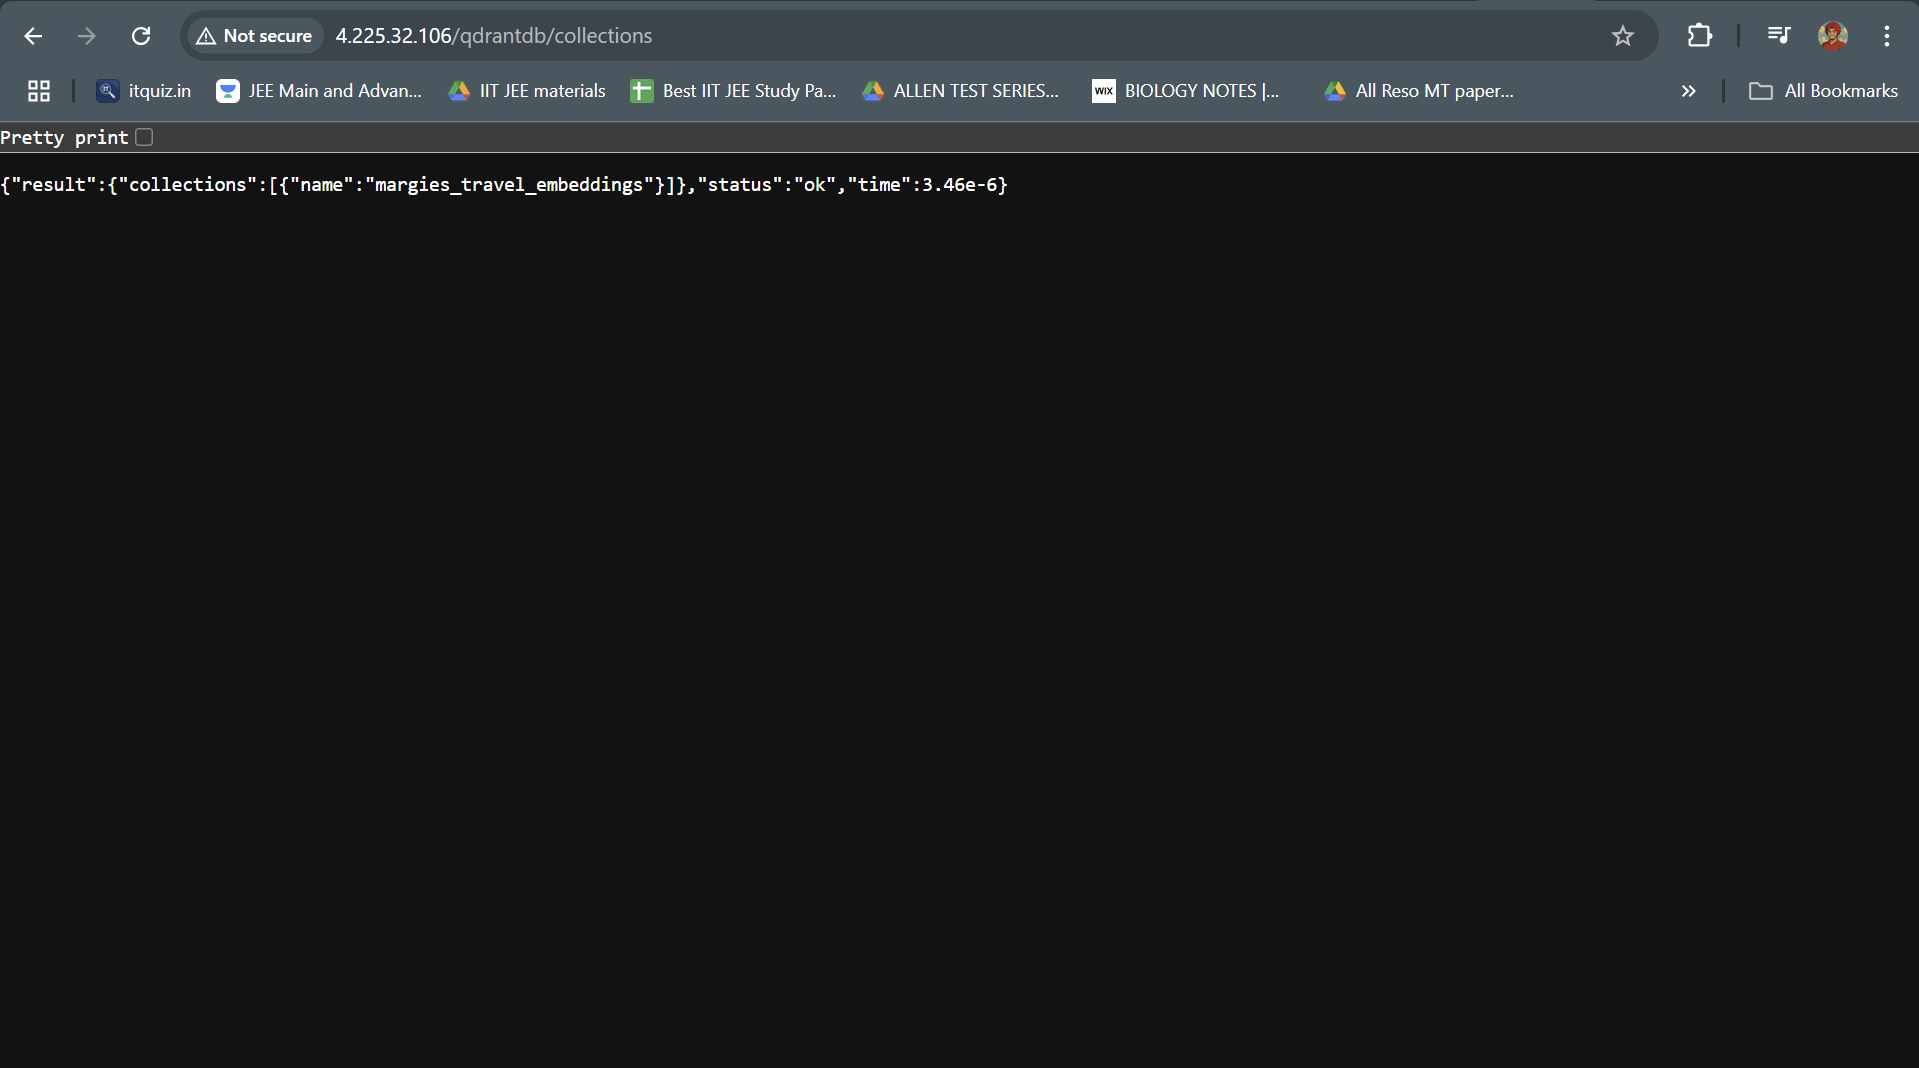 Not secure 4.225.32.106/qdrantdb/collections
itquiz.in JEE Main and Advan... IIT JEE materials Best IIT JEE Study Pa... ALLEN TEST SERIES... WIX BIOLOGY NOTES |... All Reso MT paper... All Bookmarks
Pretty print
{"result":{"collections":[{"name":"margies_travel_embeddings"}]},"status":"ok","time":3.46e-6}